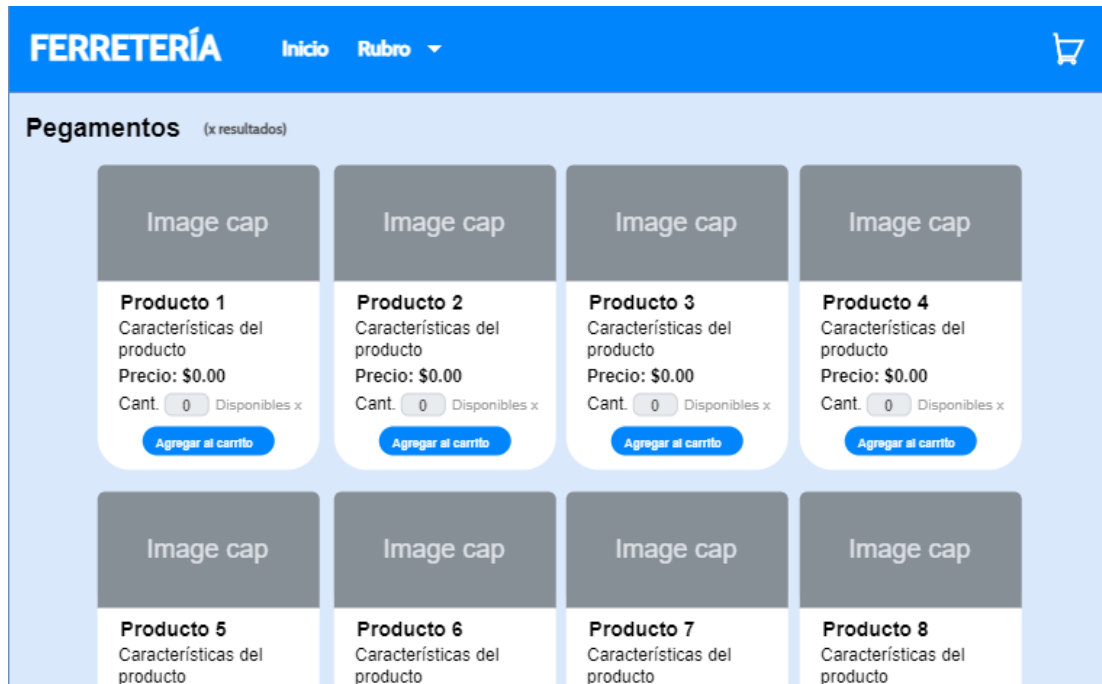 FERRETERÍA Inicio Rubro
Pegamentos (x resultados)
Image cap Image cap Image cap Image cap
Producto 1 Producto 2 Producto 3 Producto 4
Características del Características del Características del Características del
producto producto producto producto
Precio: $0.00 Precio: $0.00 Precio: $0.00 Precio: $0.00
Cant. 0 Disponibles x Cant. 0 Disponibles x Cant. 0 Disponibles x Cant. 0 Disponibles x
Agregar al carrito Agregar al carrito Agregar al carrito Agregar al carrito
Image cap Image cap Image cap Image cap
Producto 5 Producto 6 Producto 7 Producto 8
Características del Características del Características del Características del
producto producto producto producto